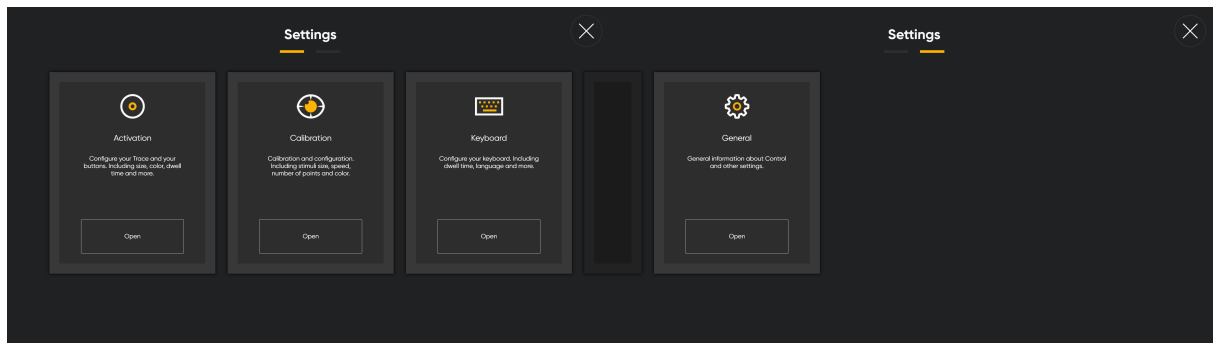 Settings
Activation
Configure your Trace and your
buttons. Including size, color, dwell
time and more.
Open
Calibration
Calibration and configuration.
Including stimuli size, speed,
number of points and color.
Open
Keyboard
Configure your keyboard. Including
dwell time, language and more.
Open
Settings
General
General information about Control
and other settings.
Open